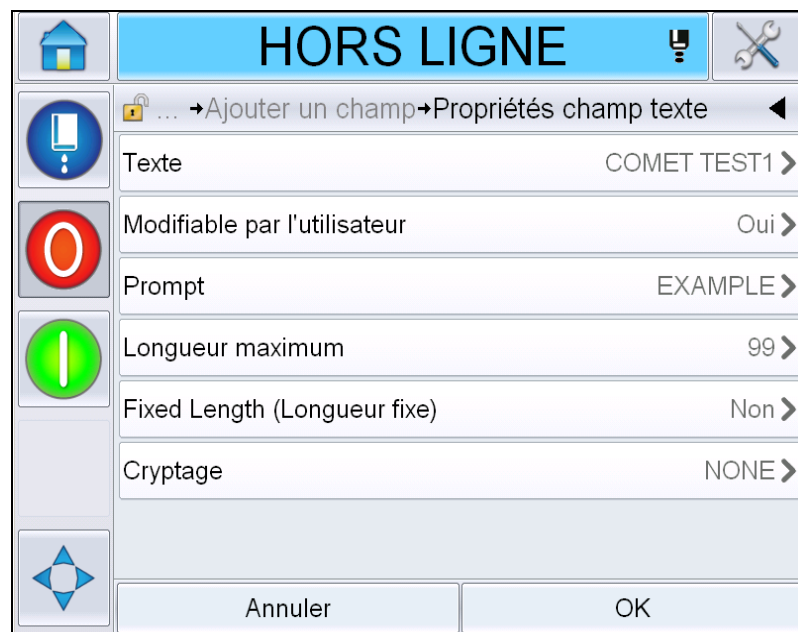 HORS LIGNE
... →Ajouter un champ→Propriétés champ texte
Texte COMET TEST1
Modifiable par l'utilisateur Oui
Prompt EXAMPLE
Longueur maximum 99
Fixed Length (Longueur fixe) Non
Cryptage NONE
Annuler OK